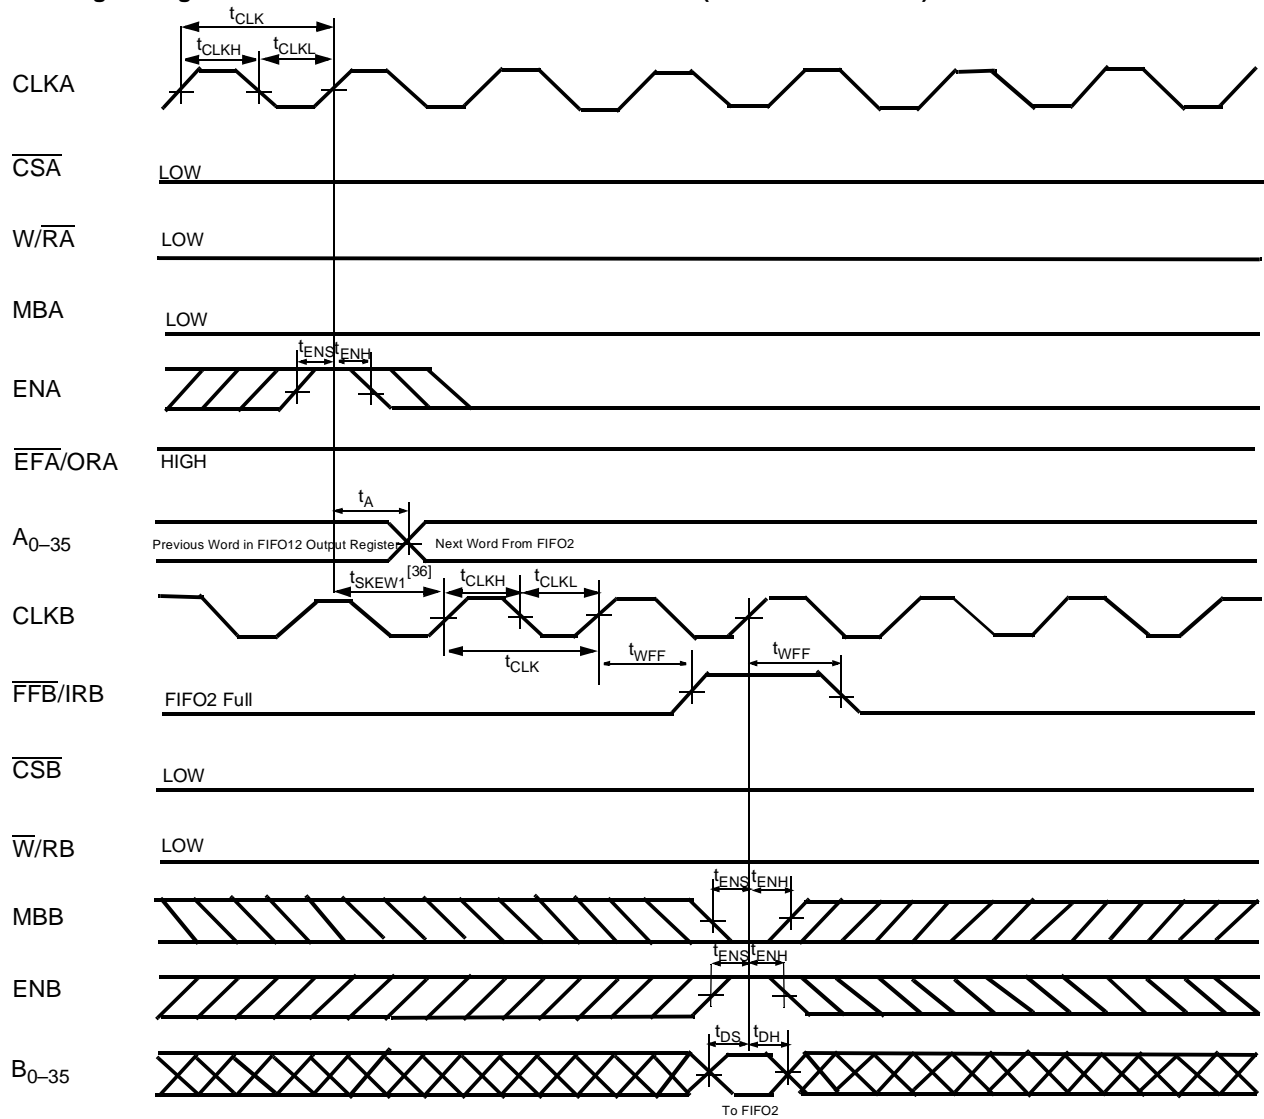 tCLK
tCLKH tCLKL
CLKA
CSA LOW
W/RA LOW
MBA LOW
tENS tENH
ENA
EFA/ORA HIGH
tA
A0–35 Previous Word in FIFO12 Output Register Next Word From FIFO2
tSKEW1[36] tCLKH tCLKL
CLKB
tCLK tWFF tWFF
FFB/IRB FIFO2 Full
CSB LOW
W/RB LOW
tENS tENH
MBB
tENS tENH
ENB
tDS tDH
B0–35
To FIFO2